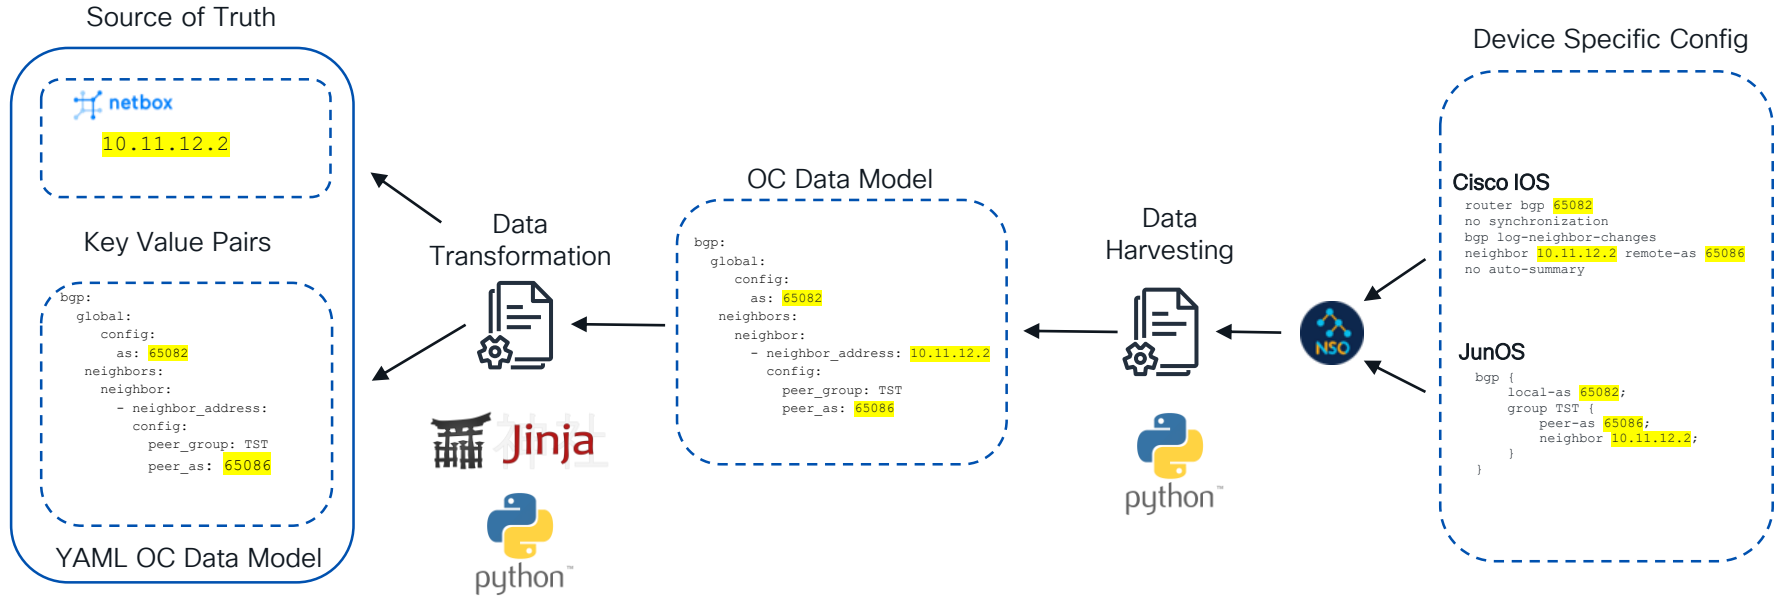 Source of Truth
netbox
10.11.12.2
Key Value Pairs
bgp:
global:
config:
as: 65082
neighbors:
neighbor:
- neighbor_address:
config:
peer_group: TST
peer_as: 65086
YAML OC Data Model
Data
Transformation
神社
Jinja
python™
OC Data Model
bgp:
global:
config:
as: 65082
neighbors:
neighbor:
- neighbor_address: 10.11.12.2
config:
peer_group: TST
peer_as: 65086
Data
Harvesting
python™
NSO
Device Specific Config
Cisco IOS
router bgp 65082
no synchronization
bgp log-neighbor-changes
neighbor 10.11.12.2 remote-as 65086
no auto-summary
JunOS
bgp {
local-as 65082;
group TST {
peer-as 65086;
neighbor 10.11.12.2;
}
}